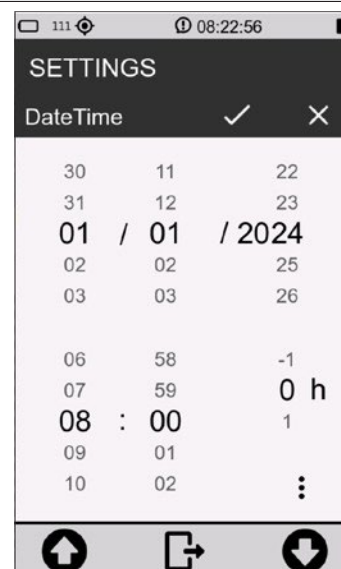 111 08:22:56
SETTINGS
DateTime
30 11 22
31 12 23
01 / 01 / 2024
02 02 25
03 03 26
06 58 -1
07 59 0 h
08 : 00 1
09 01
10 02